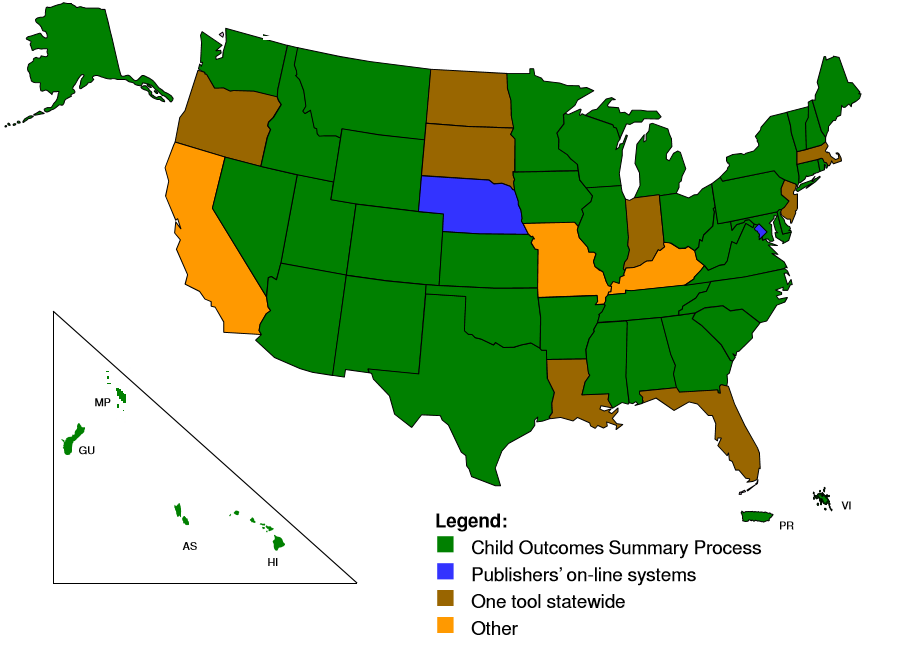 MP
GU
AS
HI
VI
PR
Legend:
Child Outcomes Summary Process
Publishers' on-line systems
One tool statewide
Other